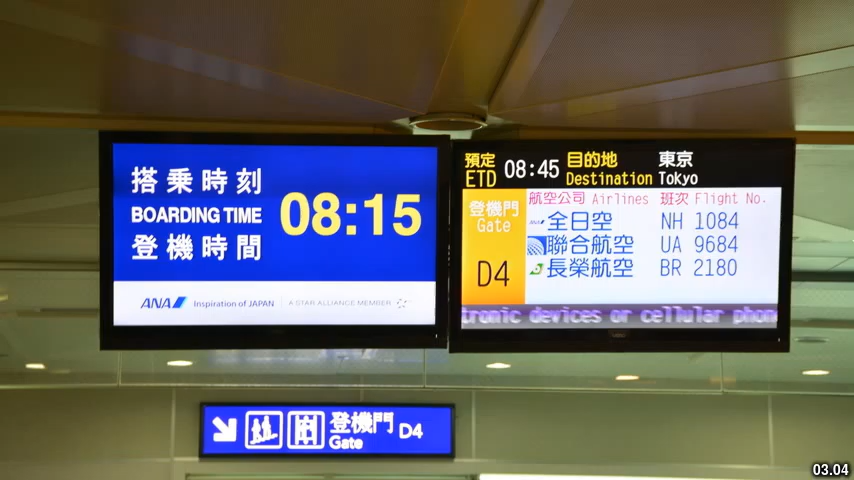 搭乗時刻
BOARDING TIME
登機時間
08:15
ANA Inspiration of JAPAN A STAR ALLIANCE MEMBER
預定 ETD 08:45 目的地 Destination 東京 Tokyo
登機門 Gate D4
航空公司 Airlines 班次 Flight No.
全日空 NH 1084
聯合航空 UA 9684
長榮航空 BR 2180
tronic devices or cellular phon
登機門 Gate D4
03.04